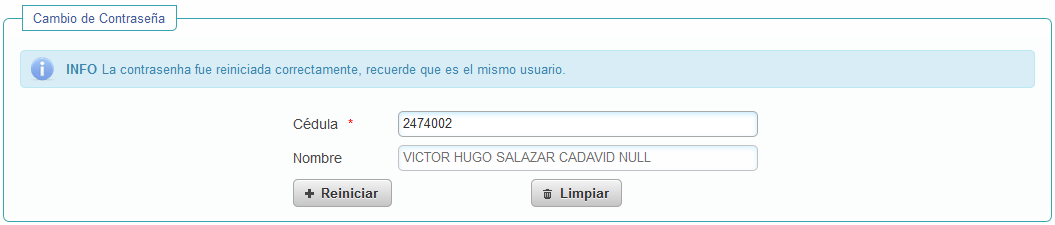 Cambio de Contraseña
INFO La contrasenha fue reiniciada correctamente, recuerde que es el mismo usuario.
Cédula * 2474002
Nombre VICTOR HUGO SALAZAR CADAVID NULL
Reiniciar Limpiar